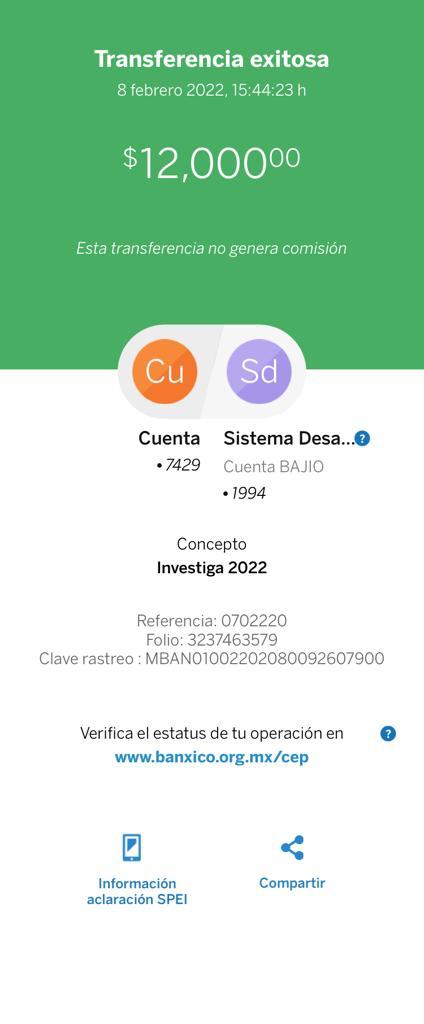 Transferencia exitosa
8 febrero 2022, 15:44:23 h
$12,00000
Esta transferencia no genera comisión
Cu Sd
Cuenta Sistema Desa...?
•7429 Cuenta BAJIO
•1994
Concepto
Investiga 2022
Referencia: 0702220
Folio: 3237463579
Clave rastreo : MBAN01002202080092607900
Verifica el estatus de tu operación en ?
www.banxico.org.mx/cep
Información Compartir
aclaración SPEI